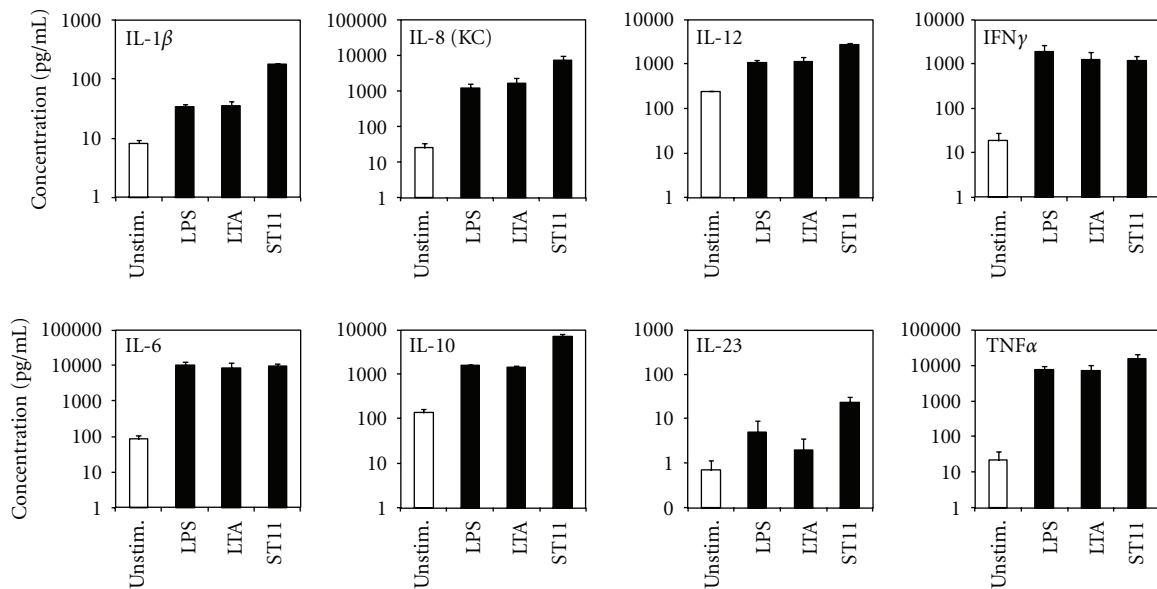 Concentration (pg/mL)
IL-1β
1000
100
10
1
Unstim.
LPS
LTA
ST11
IL-8 (KC)
100000
10000
1000
100
10
1
Unstim.
LPS
LTA
ST11
IL-12
10000
1000
100
10
1
Unstim.
LPS
LTA
ST11
IFNγ
10000
1000
100
10
1
Unstim.
LPS
LTA
ST11
Concentration (pg/mL)
IL-6
100000
10000
1000
100
10
1
Unstim.
LPS
LTA
ST11
IL-10
10000
1000
100
10
1
Unstim.
LPS
LTA
ST11
IL-23
1000
100
10
1
0
Unstim.
LPS
LTA
ST11
TNFα
100000
10000
1000
100
10
1
Unstim.
LPS
LTA
ST11